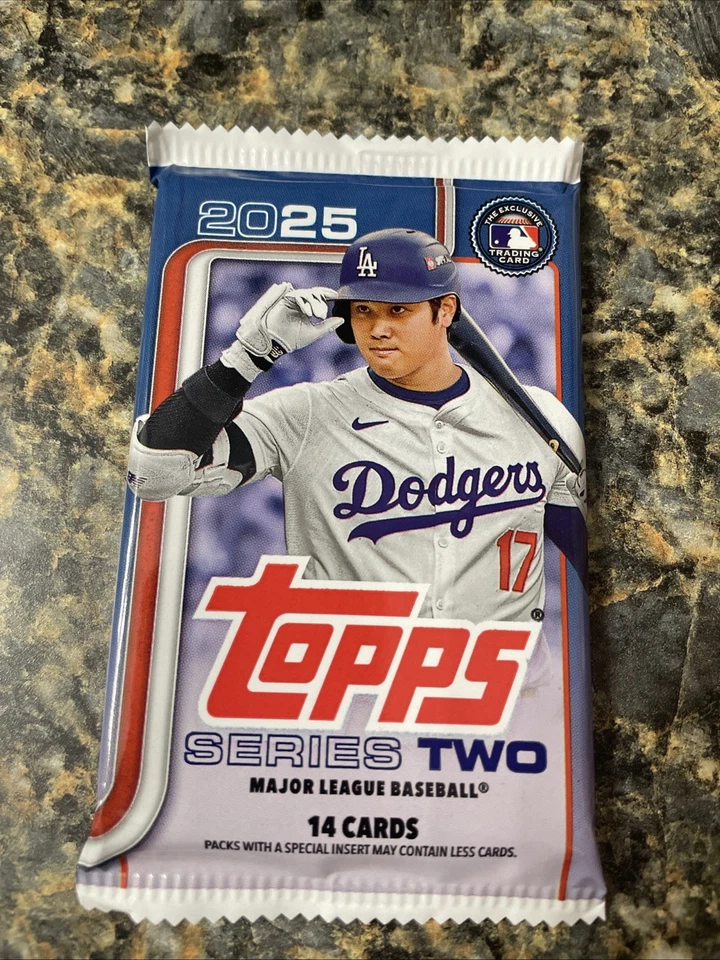 2025
THE EXCLUSIVE
TRADING
CARD
LA
Dodgers
17
TOPPS®
SERIES TWO
MAJOR LEAGUE BASEBALL®
14 CARDS
PACKS WITH A SPECIAL INSERT MAY CONTAIN LESS CARDS.